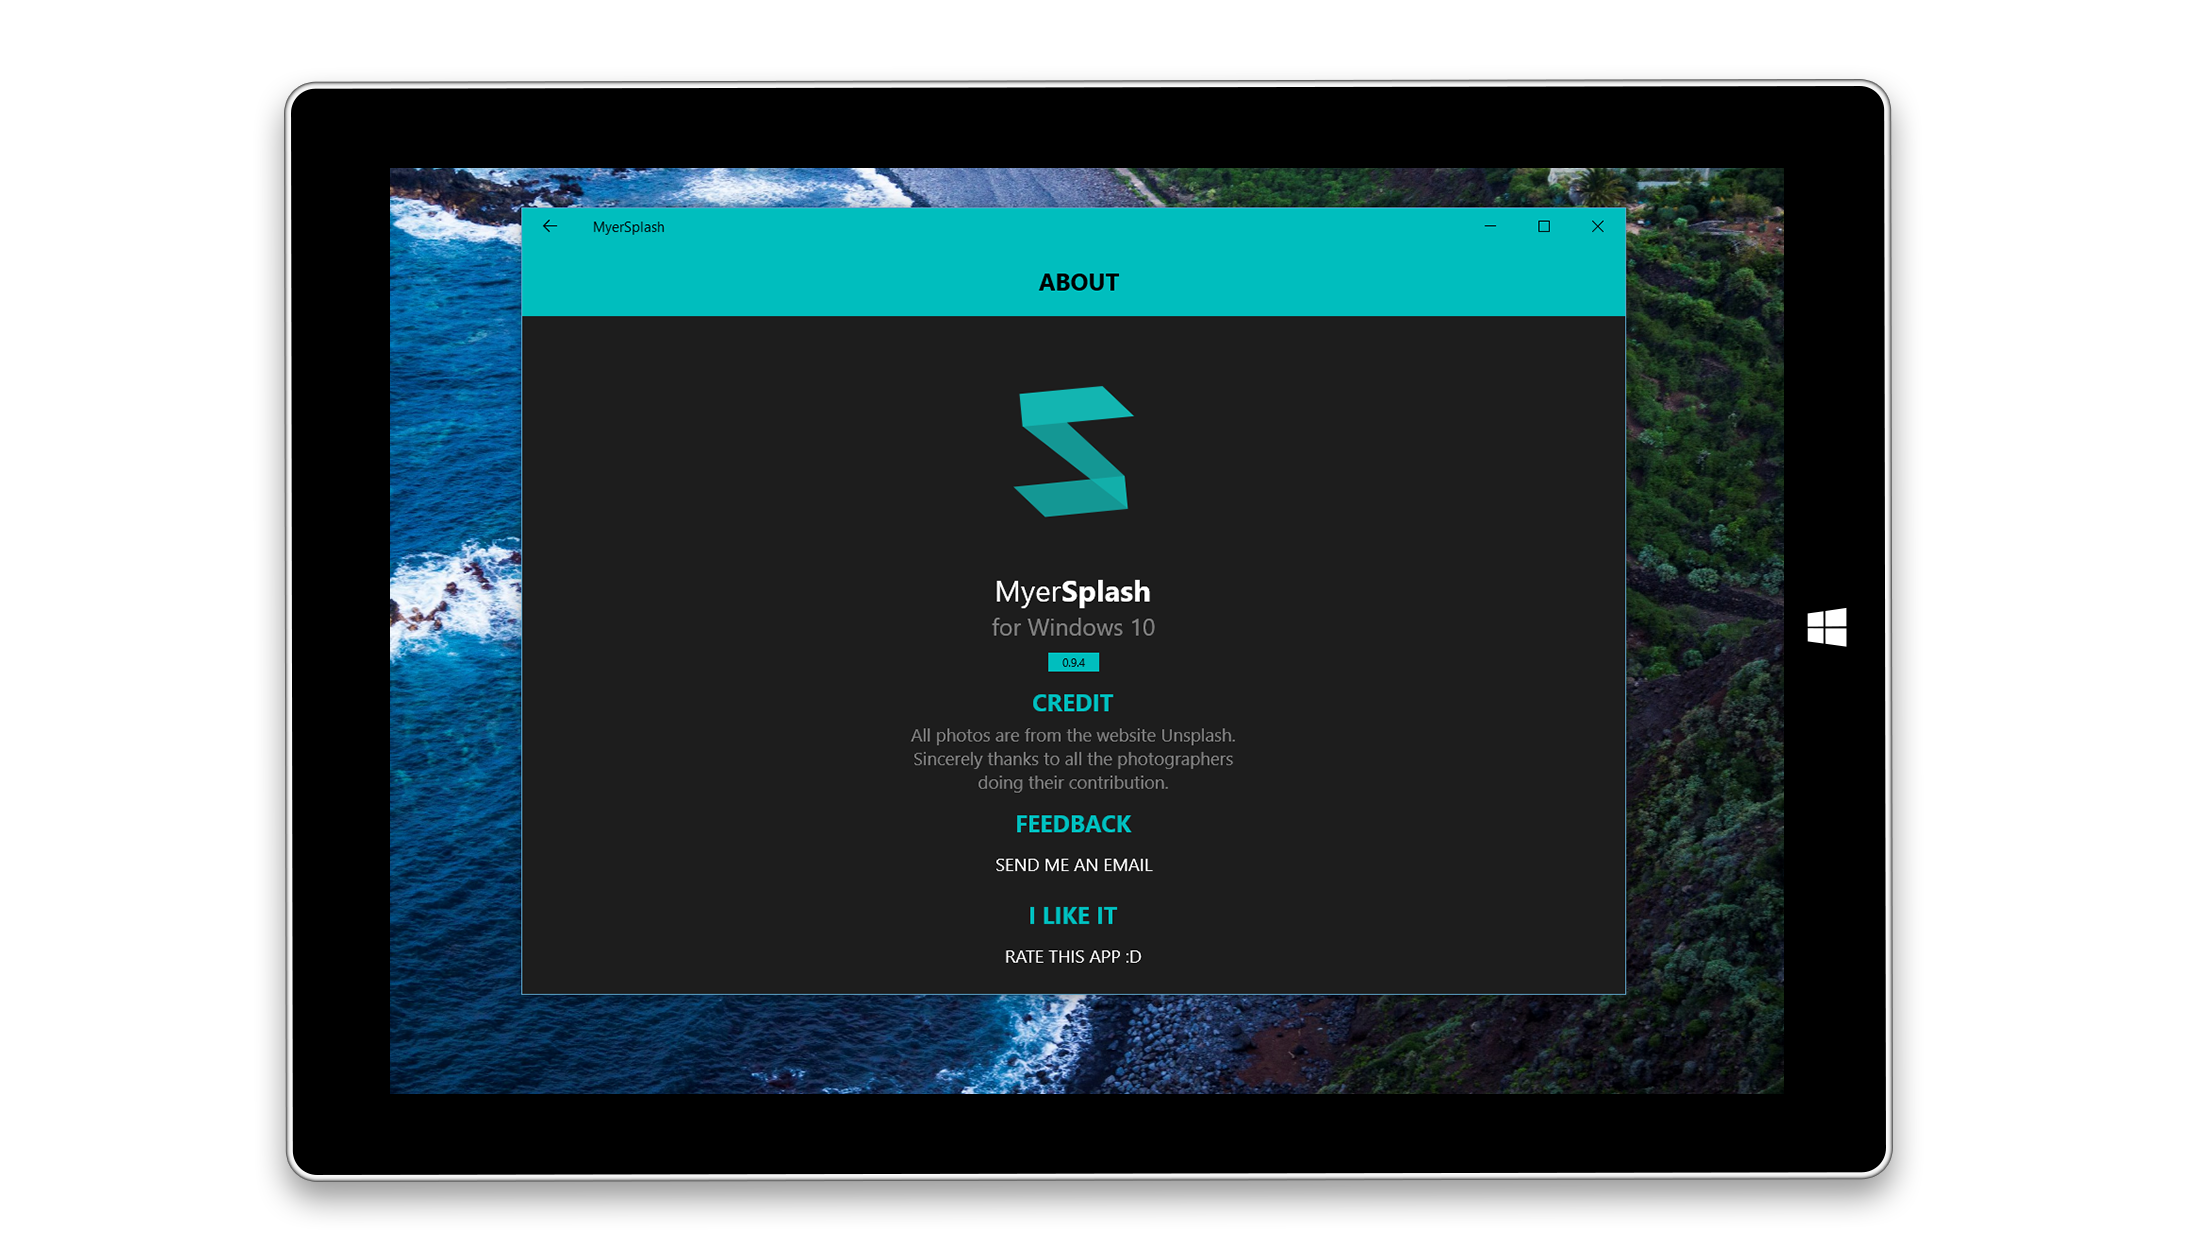 MyerSplash
ABOUT
MyerSplash
for Windows 10
0.9.4
CREDIT
All photos are from the website Unsplash.
Sincerely thanks to all the photographers
doing their contribution.
FEEDBACK
SEND ME AN EMAIL
I LIKE IT
RATE THIS APP :D